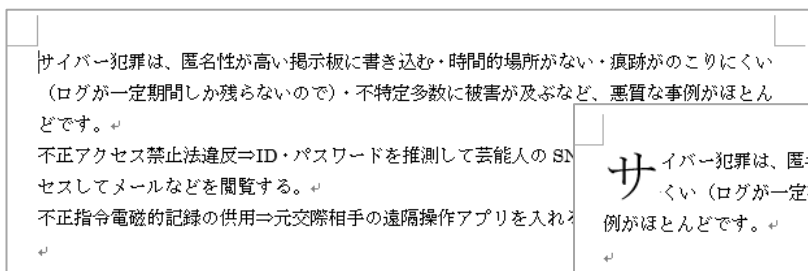 サイバー犯罪は、匿名性が高い掲示板に書き込む・時間的場所がない・痕跡がのこりにくい
（ログが一定期間しか残らないので）・不特定多数に被害が及ぶなど、悪質な事例がほとん
どです。
不正アクセス禁止法違反⇒ID・パスワードを推測して芸能人の SN
セスしてメールなどを閲覧する。
不正指令電磁的記録の供用⇒元交際相手の遠隔操作アプリを入れ
サイバー犯罪は、匿
くい（ログが一定
例がほとんどです。